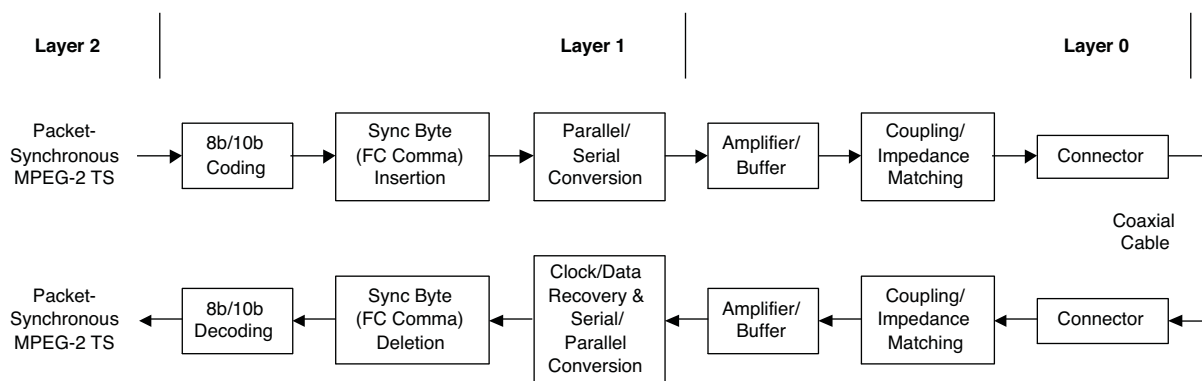 Layer 2
Layer 1
Layer 0
Packet-
Synchronous
MPEG-2 TS
8b/10b
Coding
Sync Byte
(FC Comma)
Insertion
Parallel/
Serial
Conversion
Amplifier/
Buffer
Coupling/
Impedance
Matching
Connector
Coaxial
Cable
Packet-
Synchronous
MPEG-2 TS
8b/10b
Decoding
Sync Byte
(FC Comma)
Deletion
Clock/Data
Recovery &
Serial/
Parallel
Conversion
Amplifier/
Buffer
Coupling/
Impedance
Matching
Connector